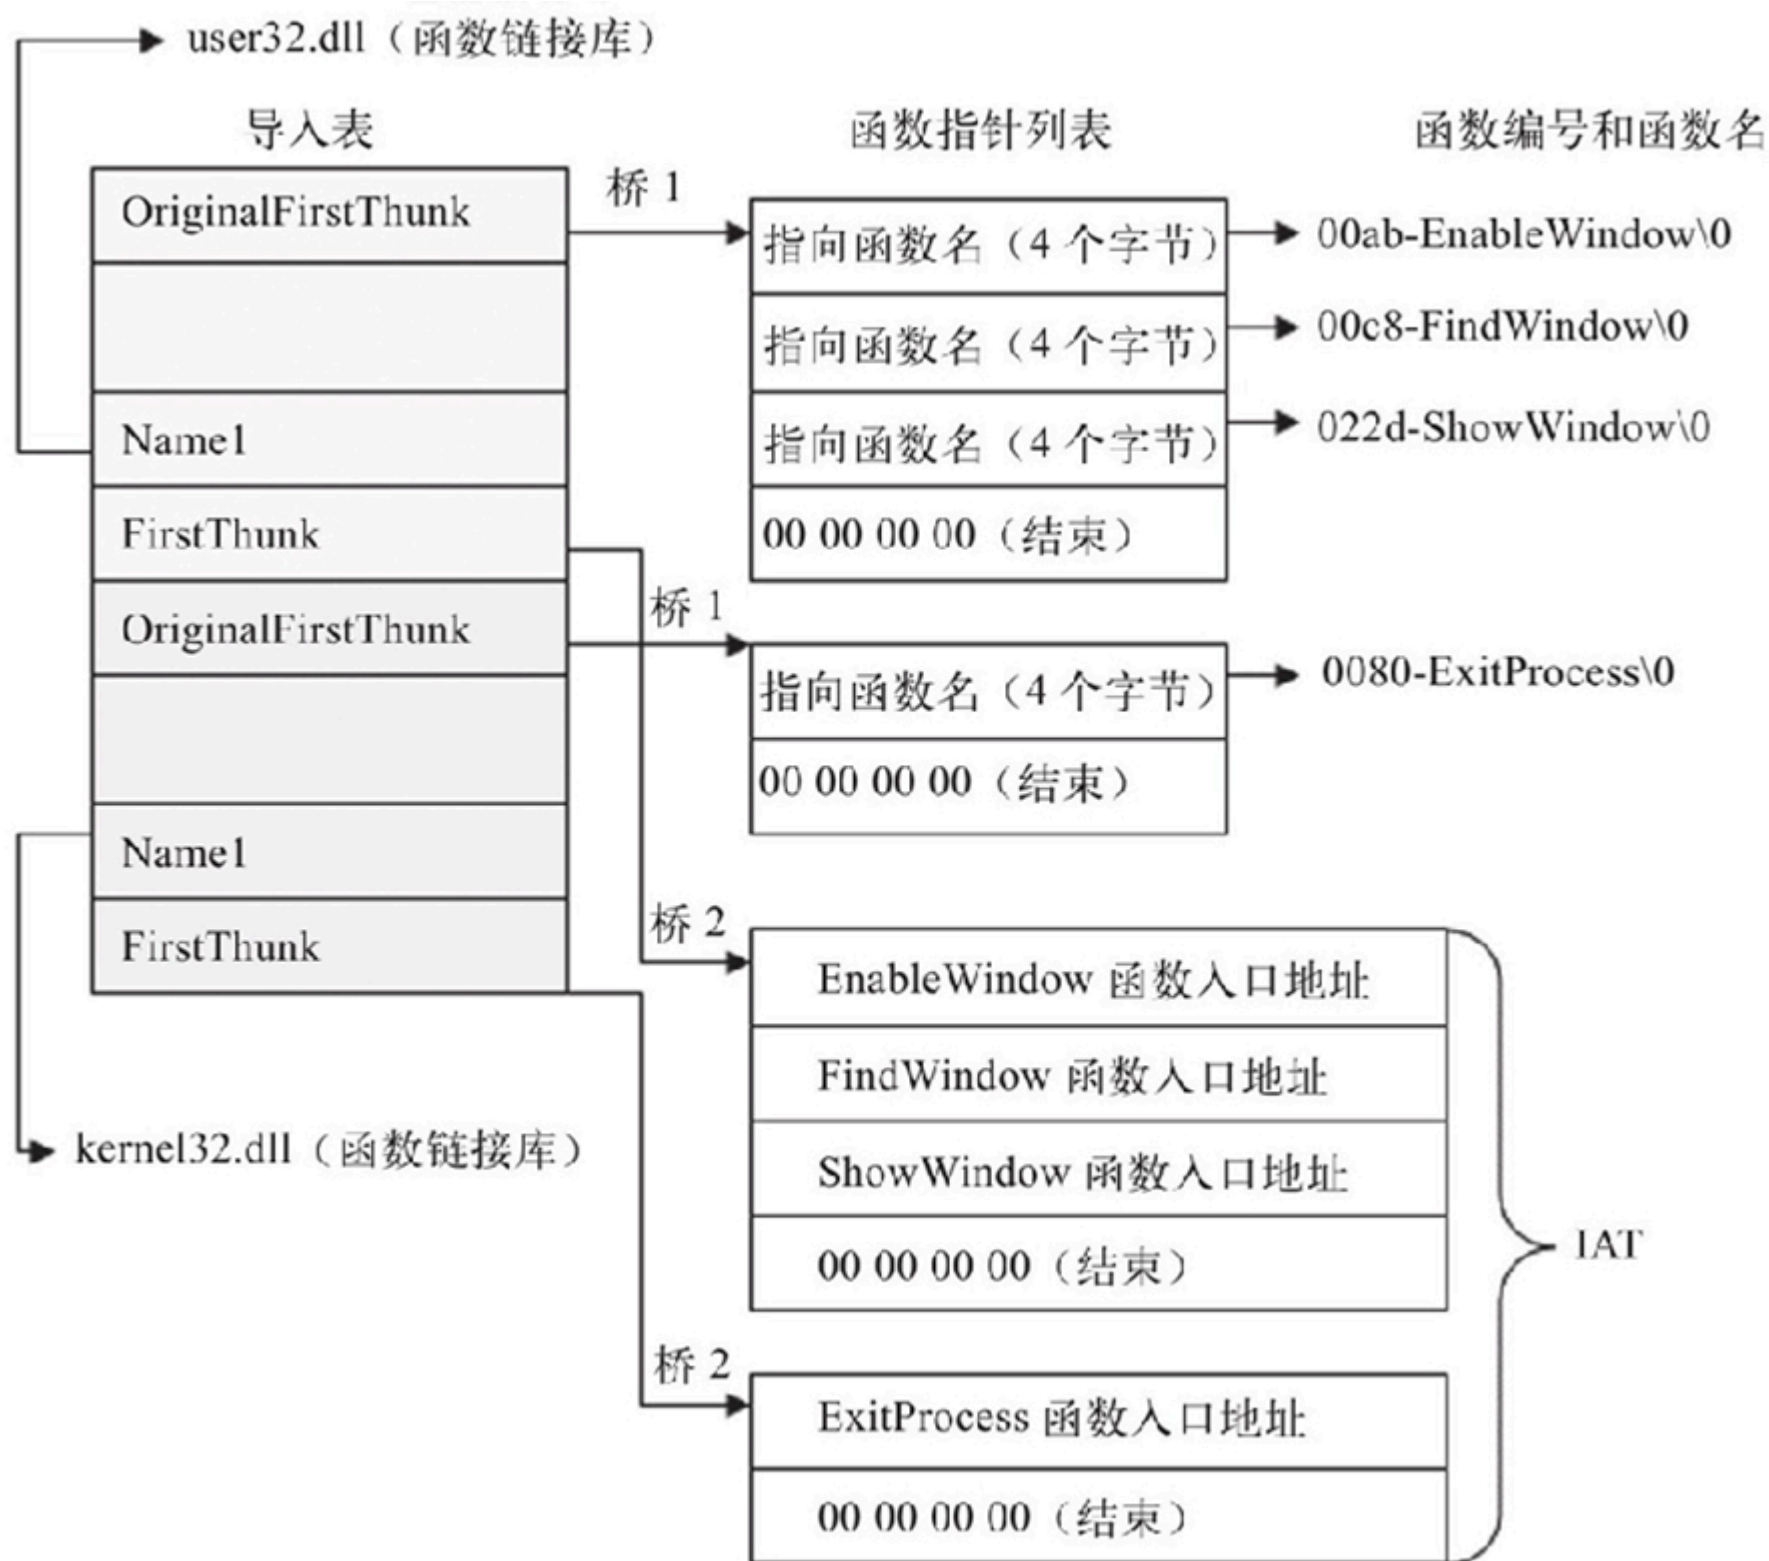 user32.dll（函数链接库）
导入表
函数指针列表
函数编号和函数名
OriginalFirstThunk
桥 1
指向函数名（4 个字节）
00ab-EnableWindow\0
指向函数名（4 个字节）
00c8-FindWindow\0
Name1
指向函数名（4 个字节）
022d-ShowWindow\0
FirstThunk
00 00 00 00（结束）
桥 1
OriginalFirstThunk
指向函数名（4 个字节）
0080-ExitProcess\0
00 00 00 00（结束）
Name1
FirstThunk
桥 2
EnableWindow 函数入口地址
FindWindow 函数入口地址
kernel32.dll（函数链接库）
ShowWindow 函数入口地址
00 00 00 00（结束）
IAT
桥 2
ExitProcess 函数入口地址
00 00 00 00（结束）